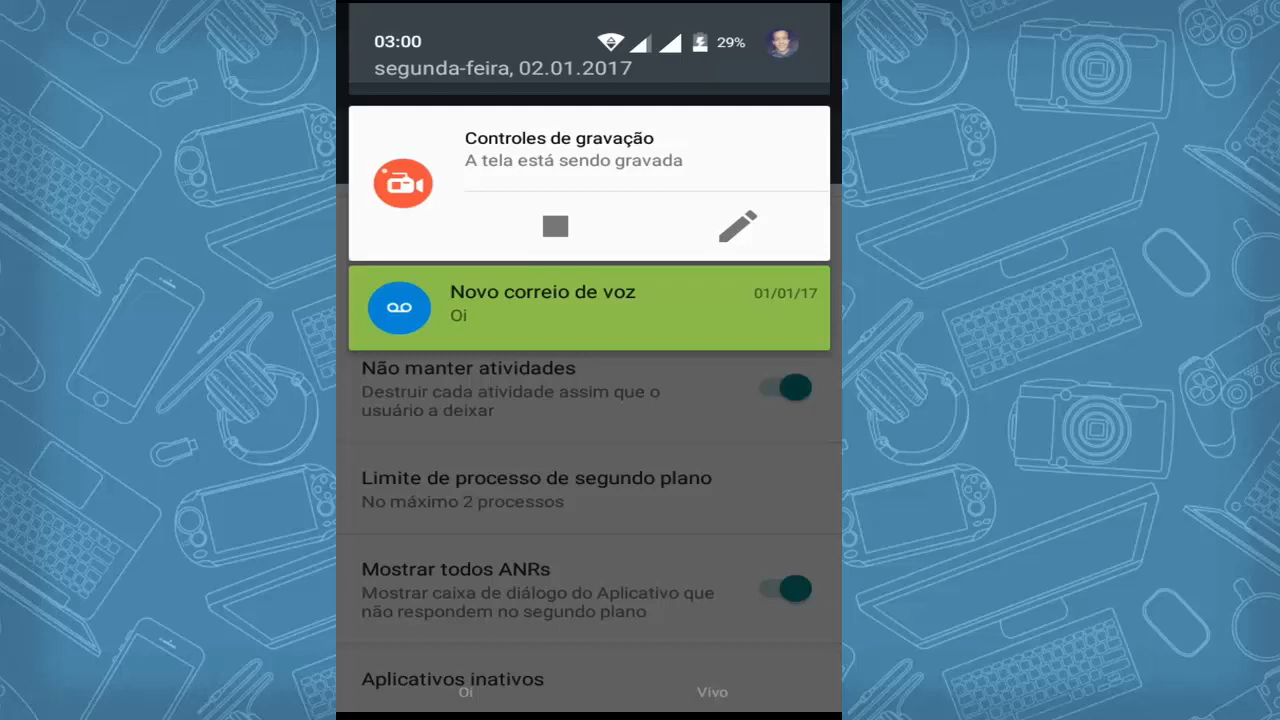 03:00
29%
segunda-feira, 02.01.2017
Controles de gravação
A tela está sendo gravada
Novo correio de voz
01/01/17
Oi
Não manter atividades
Destruir cada atividade assim que o
usuário a deixar
Limite de processo de segundo plano
No máximo 2 processos
Mostrar todos ANRs
Mostrar caixa de diálogo do Aplicativo que
não respondem no segundo plano
Aplicativos inativos
Oi
Vivo